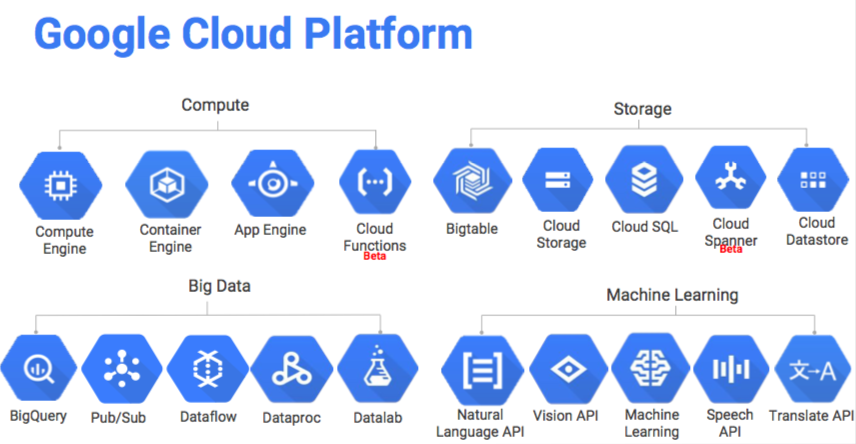 Google Cloud Platform
Compute
Storage
Compute
Engine
Container
Engine
App Engine
Cloud
Functions
Beta
Bigtable
Cloud
Storage
Cloud SQL
Cloud
Spanner
Beta
Cloud
Datastore
Big Data
Machine Learning
BigQuery
Pub/Sub
Dataflow
Dataproc
Datalab
Natural
Language API
Vision API
Machine
Learning
Speech
API
文→A
Translate API